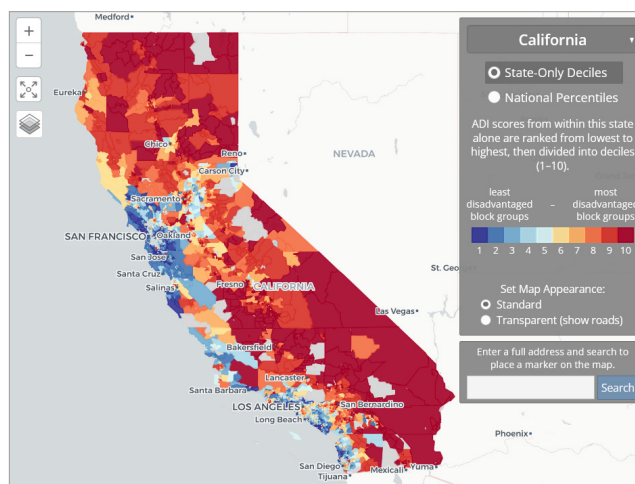 Medford
Eureka
Chico
Reno
Carson City
NEVADA
Sacramento
SAN FRANCISCO
Oakland
San Jose
Santa Cruz
Salinas
Fresno
CALIFORNIA
St. Georg
Las Vegas
Bakersfield
Lancaster
Santa Barbara
LOS ANGELES
San Bernardino
Long Beach
Phoenix
San Diego
Mexicali
Yuma
Tijuana
+
−
California
State-Only Deciles
National Percentiles
ADI scores from within this state
alone are ranked from lowest to
highest, then divided into deciles
(1–10).
least most
disadvantaged – disadvantaged
block groups block groups
1 2 3 4 5 6 7 8 9 10
Set Map Appearance:
Standard
Transparent (show roads)
Enter a full address and search to
place a marker on the map.
Search